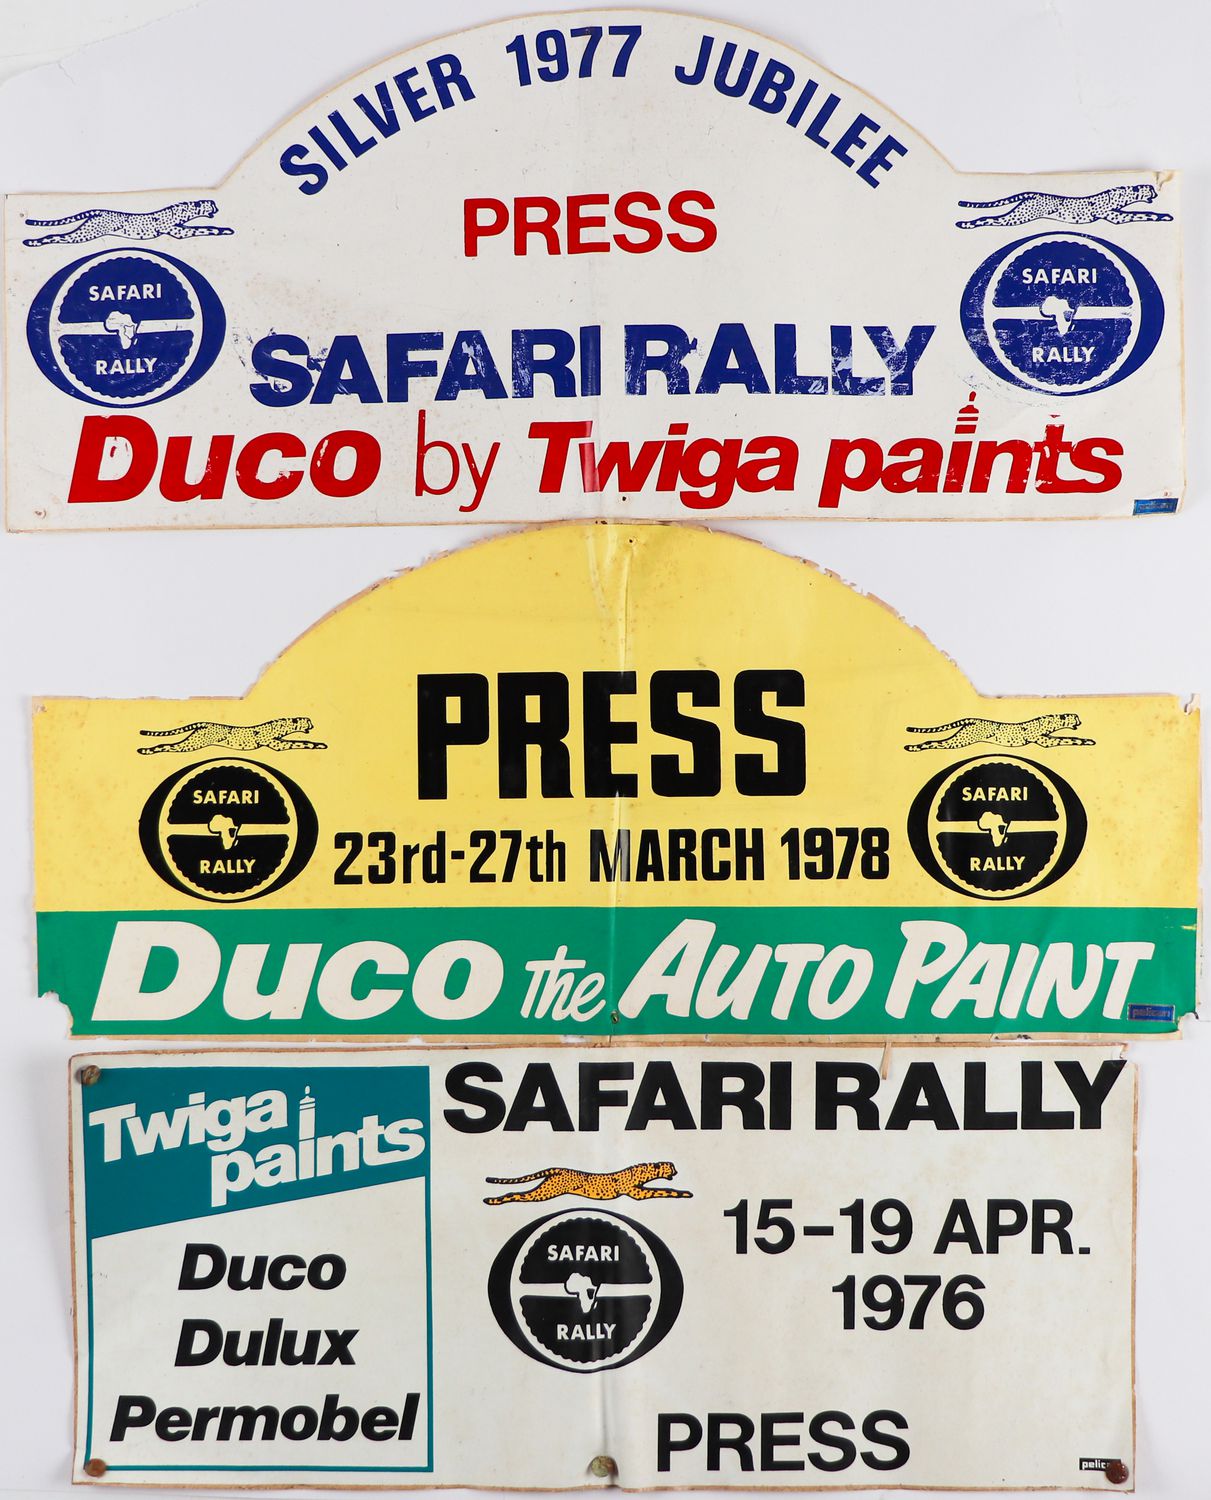 SILVER 1977 JUBILEE
PRESS
SAFARI
RALLY
SAFARI
RALLY
SAFARI RALLY
Duco by Twiga paints
PRESS
SAFARI
RALLY
SAFARI
RALLY
23rd-27th MARCH 1978
Duco the AUTO PAINT
pelican
Twiga
paints
Duco
Dulux
Permobel
SAFARI RALLY
SAFARI
RALLY
15-19 APR.
1976
PRESS